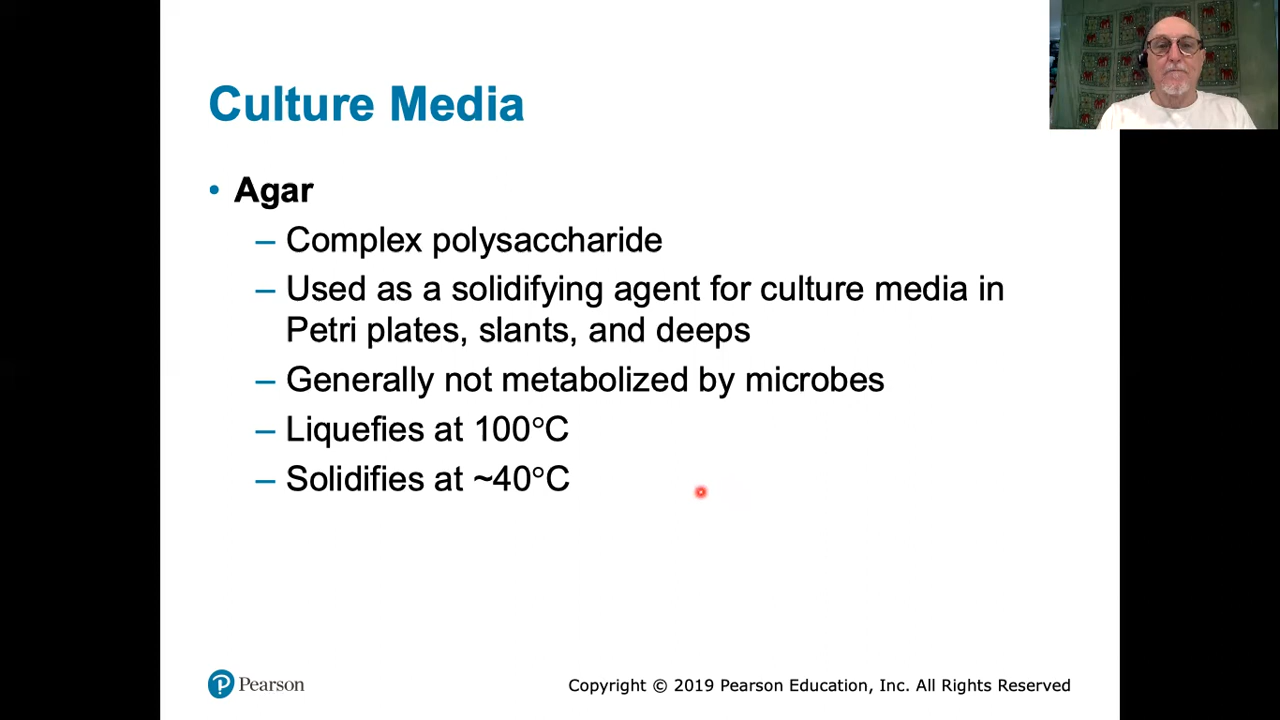 Culture Media
• Agar
– Complex polysaccharide
– Used as a solidifying agent for culture media in
Petri plates, slants, and deeps
– Generally not metabolized by microbes
– Liquefies at 100°C
– Solidifies at ~40°C
P Pearson
Copyright © 2019 Pearson Education, Inc. All Rights Reserved